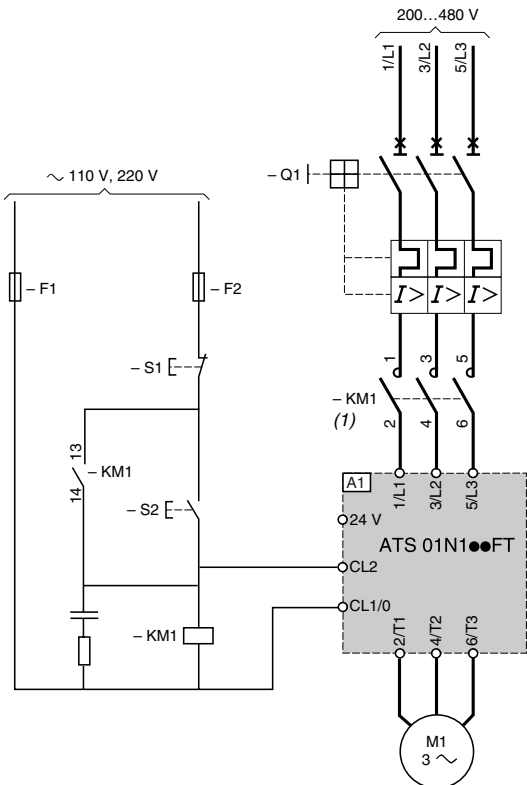 200...480 V
1/L1
3/L2
5/L3
– Q1
∼ 110 V, 220 V
– F1
– F2
I >
I >
I >
– S1
1
3
5
– KM1
(1)
2
4
6
13
14
– KM1
– S2
A1
1/L1
3/L2
5/L3
24 V
ATS 01N1●●FT
CL2
CL1/0
– KM1
2/T1
4/T2
6/T3
M1
3 ∼